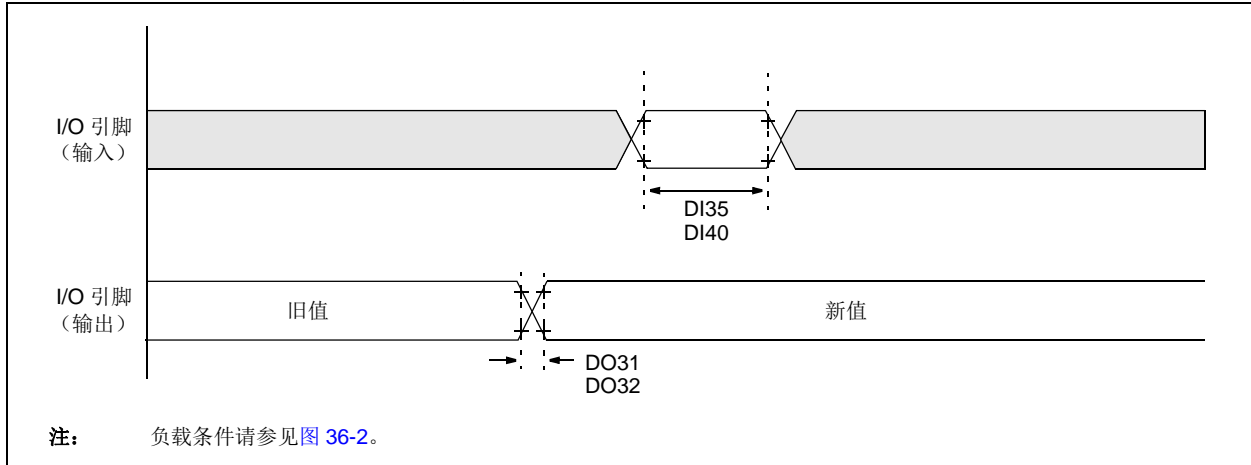 I/O 引脚
（输入）
DI35
DI40
I/O 引脚
（输出）
旧值
新值
DO31
DO32
注： 负载条件请参见图 36-2。